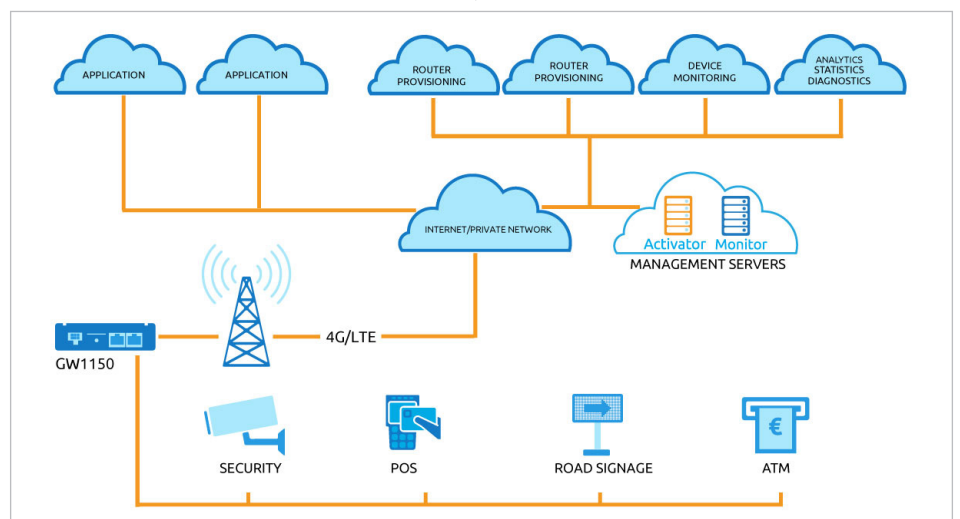 APPLICATION
APPLICATION
ROUTER
PROVISIONING
ROUTER
PROVISIONING
DEVICE
MONITORING
ANALYTICS
STATISTICS
DIAGNOSTICS
INTERNET/PRIVATE NETWORK
Activator
Monitor
MANAGEMENT SERVERS
4G/LTE
GW1150
SECURITY
POS
ROAD SIGNAGE
€
ATM